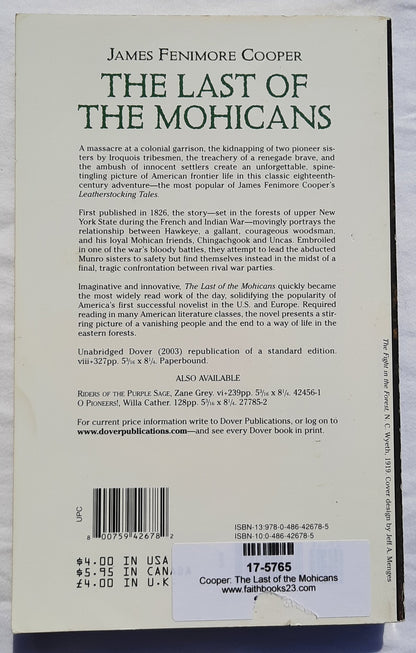 JAMES FENIMORE COOPER
THE LAST OF
THE MOHICANS
A massacre at a colonial garrison, the kidnapping of two pioneer sis-
ters by Iroquois tribesmen, the treachery of a renegade brave, and
the ambush of innocent settlers create an unforgettable, spine-
tingling picture of American frontier life in this classic eighteenth-
century adventure—the most popular of James Fenimore Cooper's
Leatherstocking Tales.
First published in 1826, the story—set in the forests of upper New
York State during the French and Indian War—movingly portrays the
relationship between Hawkeye, a gallant, courageous woodsman,
and his loyal Mohican friends, Chingachgook and Uncas. Embroiled
in one of the war's bloody battles, they attempt to lead the abducted
Munro sisters to safety but find themselves instead in the midst of a
final, tragic confrontation between rival war parties.
Imaginative and innovative, The Last of the Mohicans quickly became
the most widely read work of the day, solidifying the popularity of
America's first successful novelist in the U.S. and Europe. Required
reading in many American literature classes, the novel presents a stir-
ring picture of a vanishing people and the end to a way of life in the
eastern forests.
Unabridged Dover (2003) republication of a standard edition.
viii+327pp. 5³⁄₁₆ x 8¼. Paperbound.
ALSO AVAILABLE
RIDERS OF THE PURPLE SAGE, Zane Grey. vi+239pp. 5³⁄₁₆ x 8¼. 42456-1
O PIONEERS!, Willa Cather. 128pp. 5³⁄₁₆ x 8¼. 27785-2
For current price information write to Dover Publications, or log on to
www.doverpublications.com—and see every Dover book in print.
The Fight in the Forest, N. C. Wyeth, 1919. Cover design by Jeff A. Menges
UPC
8 00759 42678 2
ISBN-13: 978-0-486-42678-5
ISBN-10: 0-486-42678-5
$4.00 IN USA
$5.95 IN CANA
£4.00 IN U.K
17-5765
Cooper: The Last of the Mohicans
www.faithbooks23.com